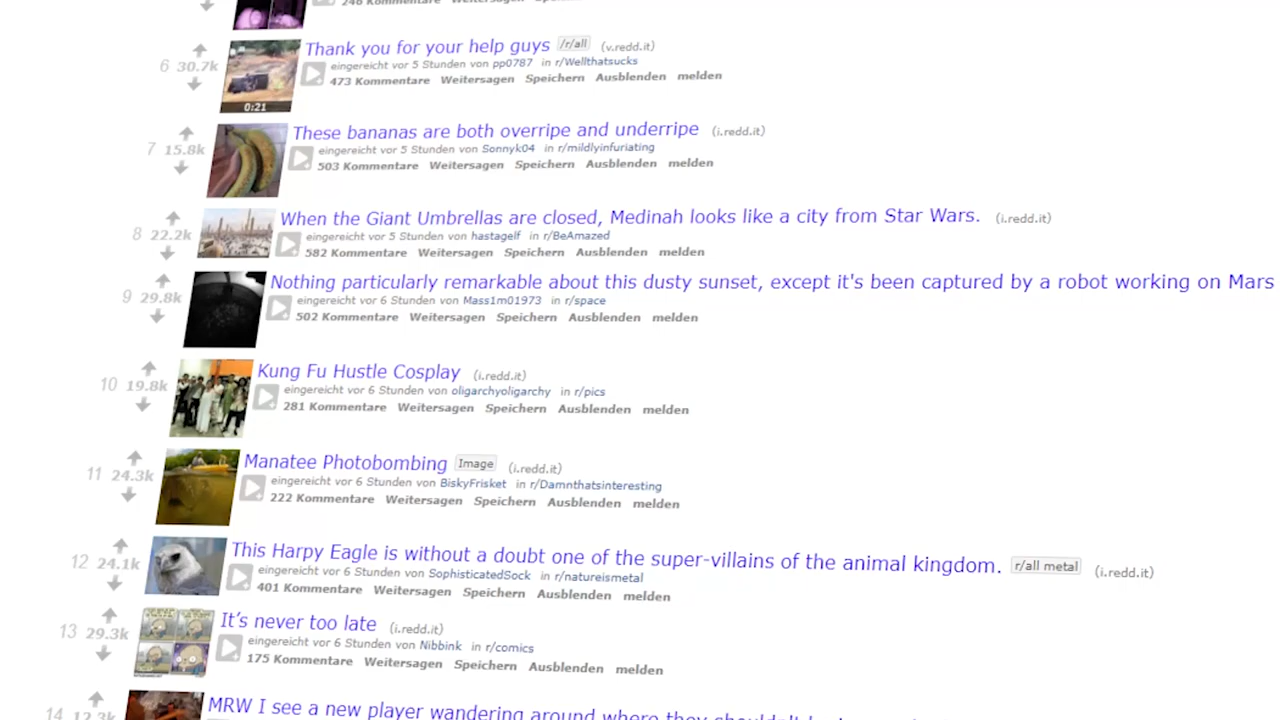 246 Kommentare Weitersagen
6 30.7k Thank you for your help guys /r/all (v.redd.it)
eingereicht vor 5 Stunden von pp0787 in r/Wellthatsucks
473 Kommentare Weitersagen Speichern Ausblenden melden
0:21
7 15.8k These bananas are both overripe and underripe (i.redd.it)
eingereicht vor 5 Stunden von Sonnyk04 in r/mildlyinfuriating
503 Kommentare Weitersagen Speichern Ausblenden melden
8 22.2k When the Giant Umbrellas are closed, Medinah looks like a city from Star Wars. (i.redd.it)
eingereicht vor 5 Stunden von hastagelf in r/BeAmazed
582 Kommentare Weitersagen Speichern Ausblenden melden
9 29.8k Nothing particularly remarkable about this dusty sunset, except it's been captured by a robot working on Mars
eingereicht vor 6 Stunden von Mass1m01973 in r/space
502 Kommentare Weitersagen Speichern Ausblenden melden
10 19.8k Kung Fu Hustle Cosplay (i.redd.it)
eingereicht vor 6 Stunden von oligarchyoligarchy in r/pics
281 Kommentare Weitersagen Speichern Ausblenden melden
11 24.3k Manatee Photobombing Image (i.redd.it)
eingereicht vor 6 Stunden von BiskyFrisket in r/Damnthatsinteresting
222 Kommentare Weitersagen Speichern Ausblenden melden
12 24.1k This Harpy Eagle is without a doubt one of the super-villains of the animal kingdom. r/all metal (i.redd.it)
eingereicht vor 6 Stunden von SophisticatedSock in r/natureismetal
401 Kommentare Weitersagen Speichern Ausblenden melden
13 29.3k It’s never too late (i.redd.it)
eingereicht vor 6 Stunden von Nibbink in r/comics
175 Kommentare Weitersagen Speichern Ausblenden melden
14 12.3k MRW I see a new player wandering around where they shouldn't